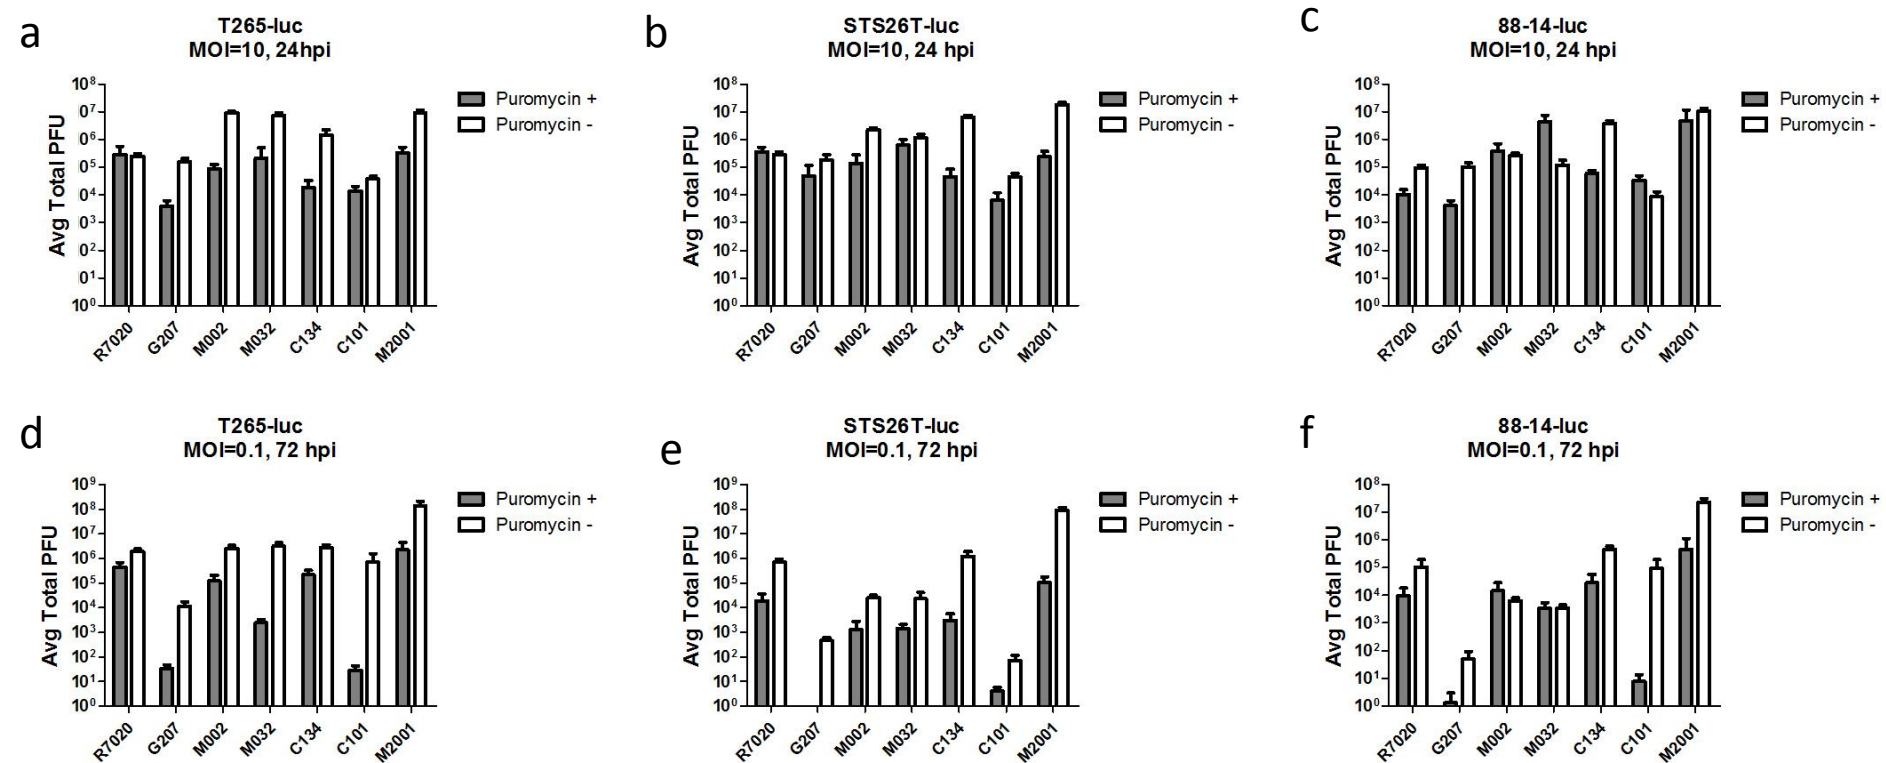 a
T265-luc
MOI=10, 24hpi
Avg Total PFU
10⁸
0⁷
0⁶
0⁵
0⁴
0³
0²
0¹
10⁰
R7020
G207
M002
M032
C134
C101
M2001
Puromycin +
Puromycin -
b
STS26T-luc
MOI=10, 24 hpi
Avg Total PFU
10⁸
10⁷
10⁶
10⁵
10⁴
10³
10²
10¹
10⁰
R7020
G207
M002
M032
C134
C101
M2001
Puromycin +
Puromycin -
c
88-14-luc
MOI=10, 24 hpi
Avg Total PFU
10⁸
10⁷
10⁶
10⁵
10⁴
10³
10²
10¹
10⁰
R7020
G207
M002
M032
C134
C101
M2001
Puromycin +
Puromycin -
d
T265-luc
MOI=0.1, 72 hpi
Avg Total PFU
10⁹
10⁸
10⁷
10⁶
10⁵
10⁴
10³
10²
10¹
10⁰
R7020
G207
M002
M032
C134
C101
M2001
Puromycin +
Puromycin -
e
STS26T-luc
MOI=0.1, 72 hpi
Avg Total PFU
10⁹
10⁸
10⁷
10⁶
10⁵
10⁴
10³
10²
10¹
10⁰
R7020
G207
M002
M032
C134
C101
M2001
Puromycin +
Puromycin -
f
88-14-luc
MOI=0.1, 72 hpi
Avg Total PFU
10⁸
10⁷
10⁶
10⁵
10⁴
10³
10²
10¹
10⁰
R7020
G207
M002
M032
C134
C101
M2001
Puromycin +
Puromycin -